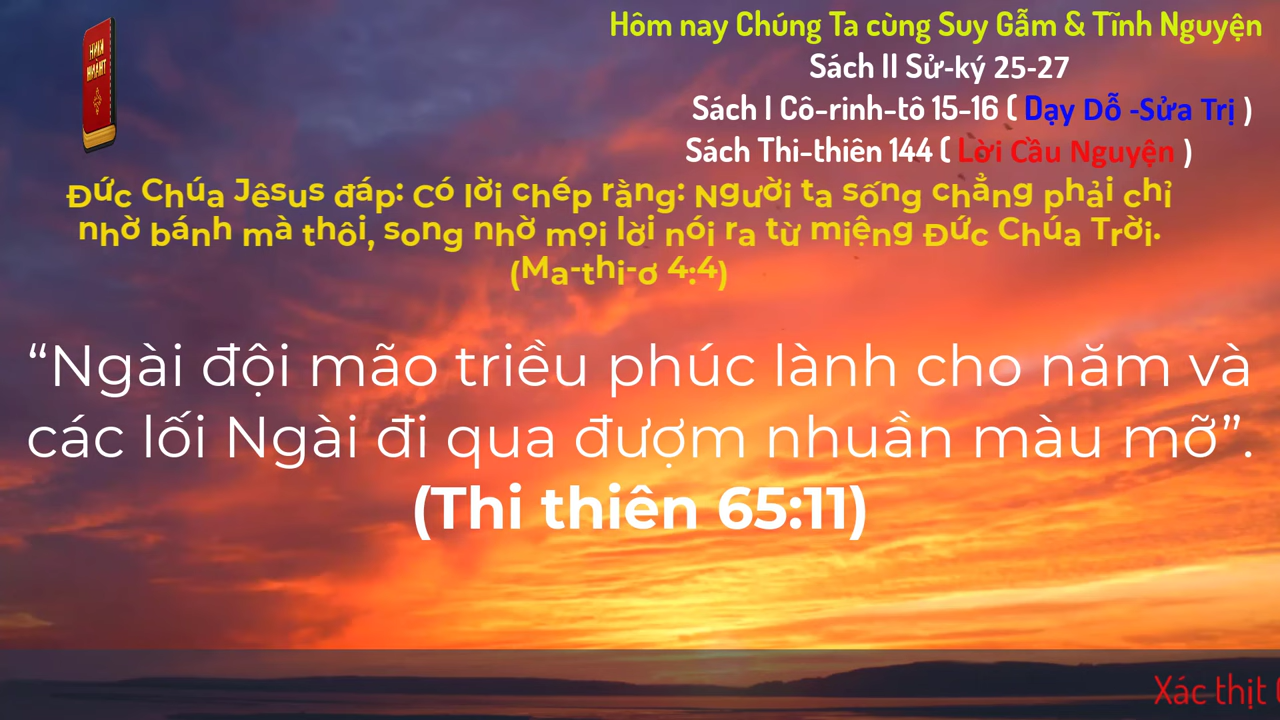 Hôm nay Chúng Ta cùng Suy Gẫm & Tĩnh Nguyện
Sách II Sử-ký 25-27
Sách I Cô-rinh-tô 15-16 ( Dạy Dỗ -Sửa Trị )
Sách Thi-thiên 144 ( Lời Cầu Nguyện )
KINH
THÁNH
Đức Chúa Jêsus đáp: Có lời chép rằng: Người ta sống chẳng phải chỉ
nhờ bánh mà thôi, song nhờ mọi lời nói ra từ miệng Đức Chúa Trời.
(Ma-thi-ơ 4:4)
“Ngài đội mão triều phúc lành cho năm và
các lối Ngài đi qua đượm nhuần màu mỡ”.
(Thi thiên 65:11)
Xác thịt